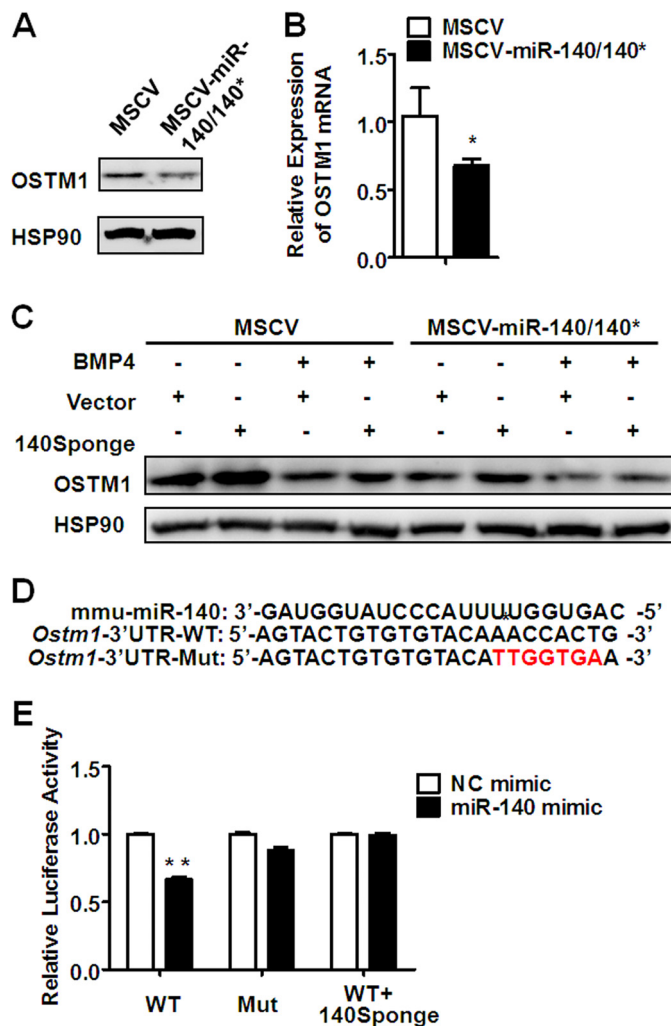 A
MSCV
MSCV-miR-
140/140*
OSTM1
HSP90
B
MSCV
MSCV-miR-140/140*
Relative Expression
of OSTM1 mRNA
1.5
1.0
0.5
0.0
*
C
MSCV MSCV-miR-140/140*
BMP4 - - + + - - + +
Vector + - + - + - + -
140Sponge - + - + - + - +
OSTM1
HSP90
D
mmu-miR-140: 3'-GAUGGUAUCCCAUUUUGGUGAC -5'
*
Ostm1-3'UTR-WT: 5'-AGTACTGTGTGTACAAACCACTG -3'
Ostm1-3'UTR-Mut: 5'-AGTACTGTGTGTACATTGGTGAA -3'
E
Relative Luciferase Activity
1.5
1.0
0.5
0.0
NC mimic
miR-140 mimic
* *
WT Mut WT+
140Sponge